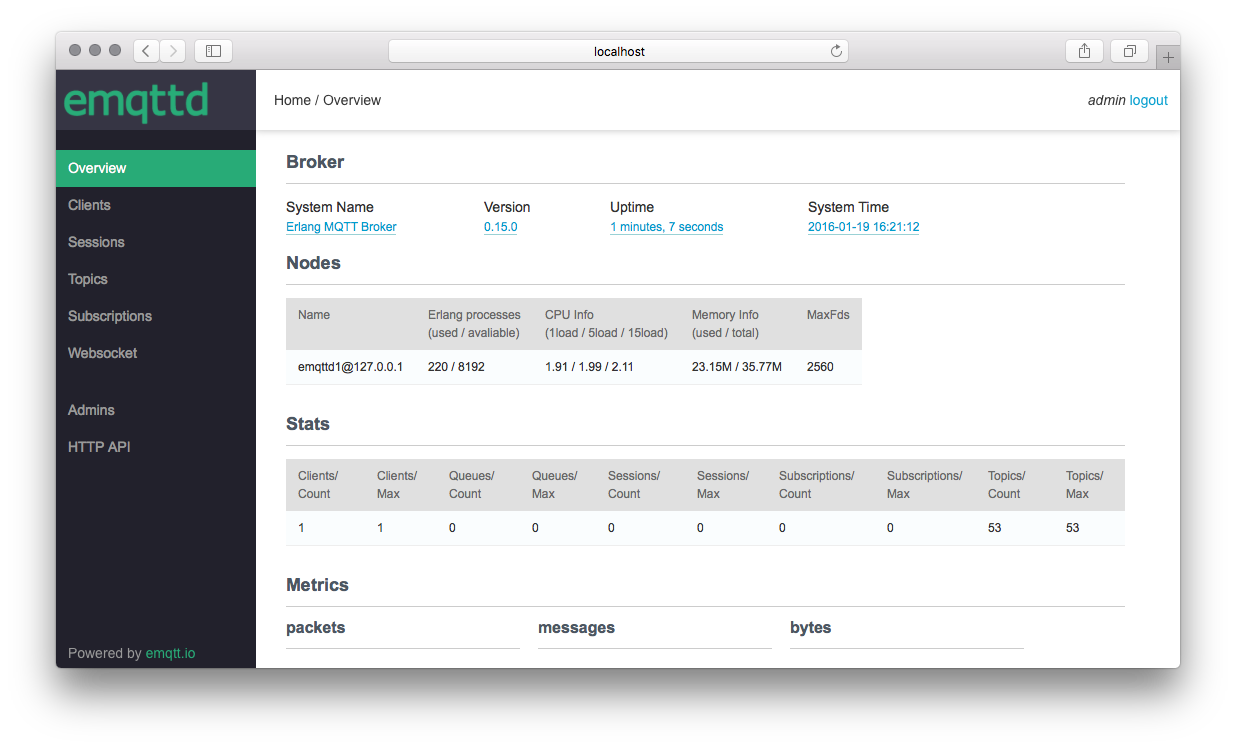 localhost
emqttd
Home / Overview
admin logout
Overview
Clients
Sessions
Topics
Subscriptions
Websocket
Admins
HTTP API
Powered by emqtt.io
Broker
System Name Version Uptime System Time
Erlang MQTT Broker 0.15.0 1 minutes, 7 seconds 2016-01-19 16:21:12
Nodes
Name Erlang processes CPU Info Memory Info MaxFds
(used / avaliable) (1load / 5load / 15load) (used / total)
emqttd1@127.0.0.1 220 / 8192 1.91 / 1.99 / 2.11 23.15M / 35.77M 2560
Stats
Clients/ Clients/ Queues/ Queues/ Sessions/ Sessions/ Subscriptions/ Subscriptions/ Topics/ Topics/
Count Max Count Max Count Max Count Max Count Max
1 1 0 0 0 0 0 0 53 53
Metrics
packets messages bytes